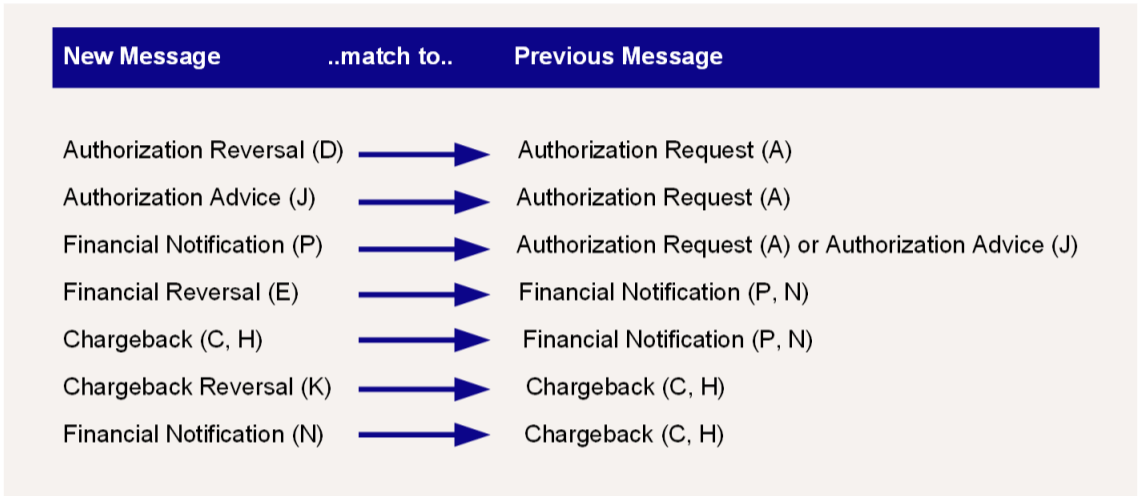 New Message ..match to.. Previous Message
Authorization Reversal (D) Authorization Request (A)
Authorization Advice (J) Authorization Request (A)
Financial Notification (P) Authorization Request (A) or Authorization Advice (J)
Financial Reversal (E) Financial Notification (P, N)
Chargeback (C, H) Financial Notification (P, N)
Chargeback Reversal (K) Chargeback (C, H)
Financial Notification (N) Chargeback (C, H)